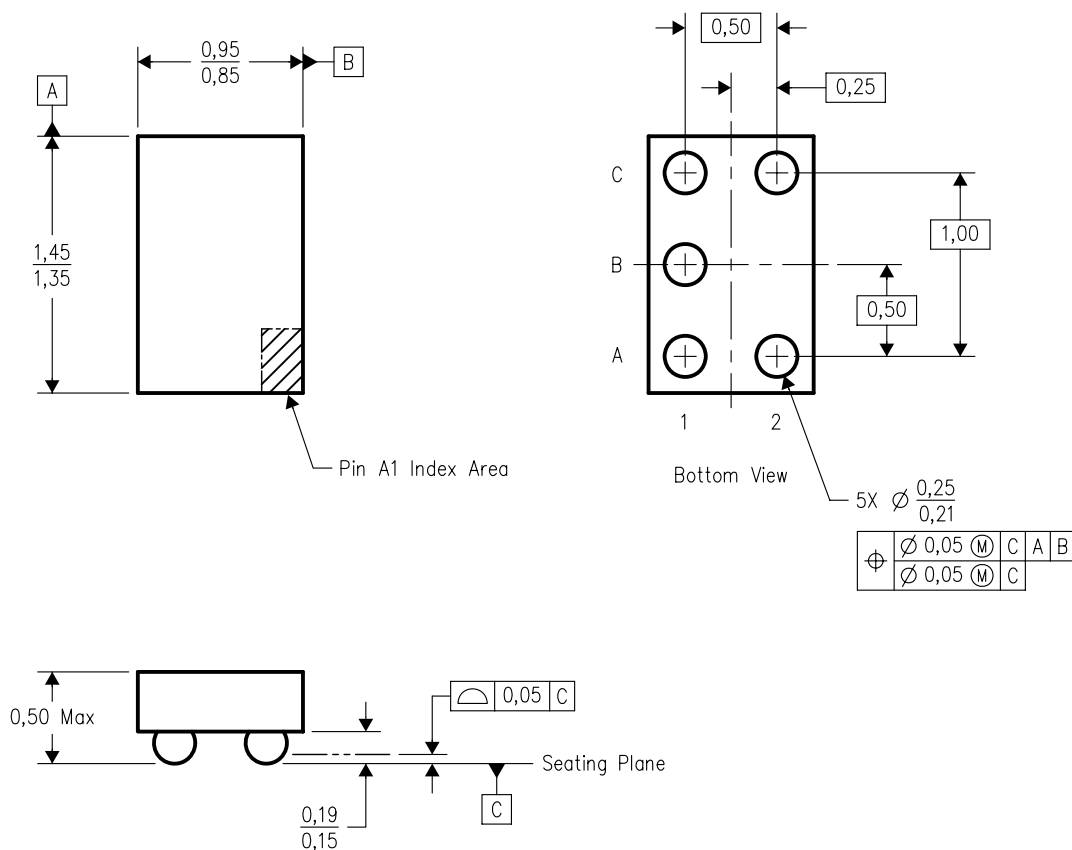 0,95
0,85
B
A
1,45
1,35
Pin A1 Index Area
0,50
0,25
C
B
A
1,00
0,50
1 2
Bottom View
5X Ø 0,25
0,21
⌖ Ø 0,05 Ⓜ C A B
Ø 0,05 Ⓜ C
0,50 Max
⌓ 0,05 C
Seating Plane
C
0,19
0,15